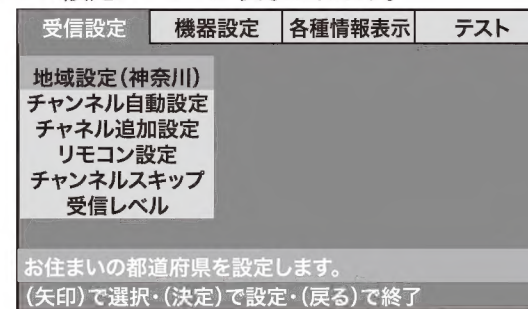 受信設定 機器設定 各種情報表示 テスト
地域設定(神奈川)
チャンネル自動設定
チャネル追加設定
リモコン設定
チャンネルスキップ
受信レベル
お住まいの都道府県を設定します。
(矢印)で選択・(決定)で設定・(戻る)で終了